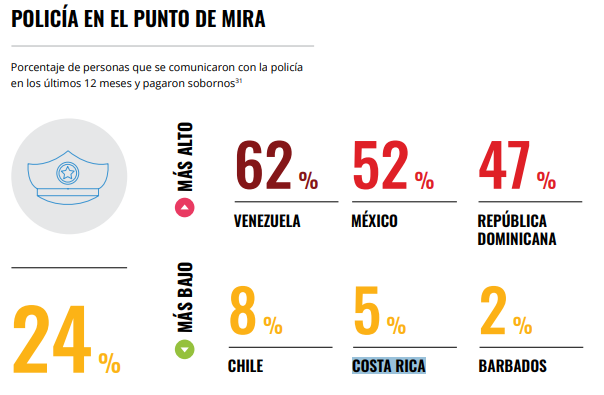 POLICÍA EN EL PUNTO DE MIRA
Porcentaje de personas que se comunicaron con la policía
en los últimos 12 meses y pagaron sobornos³¹
MÁS ALTO
62 %
VENEZUELA
52 %
MÉXICO
47 %
REPÚBLICA
DOMINICANA
24 %
MÁS BAJO
8 %
CHILE
5 %
COSTA RICA
2 %
BARBADOS